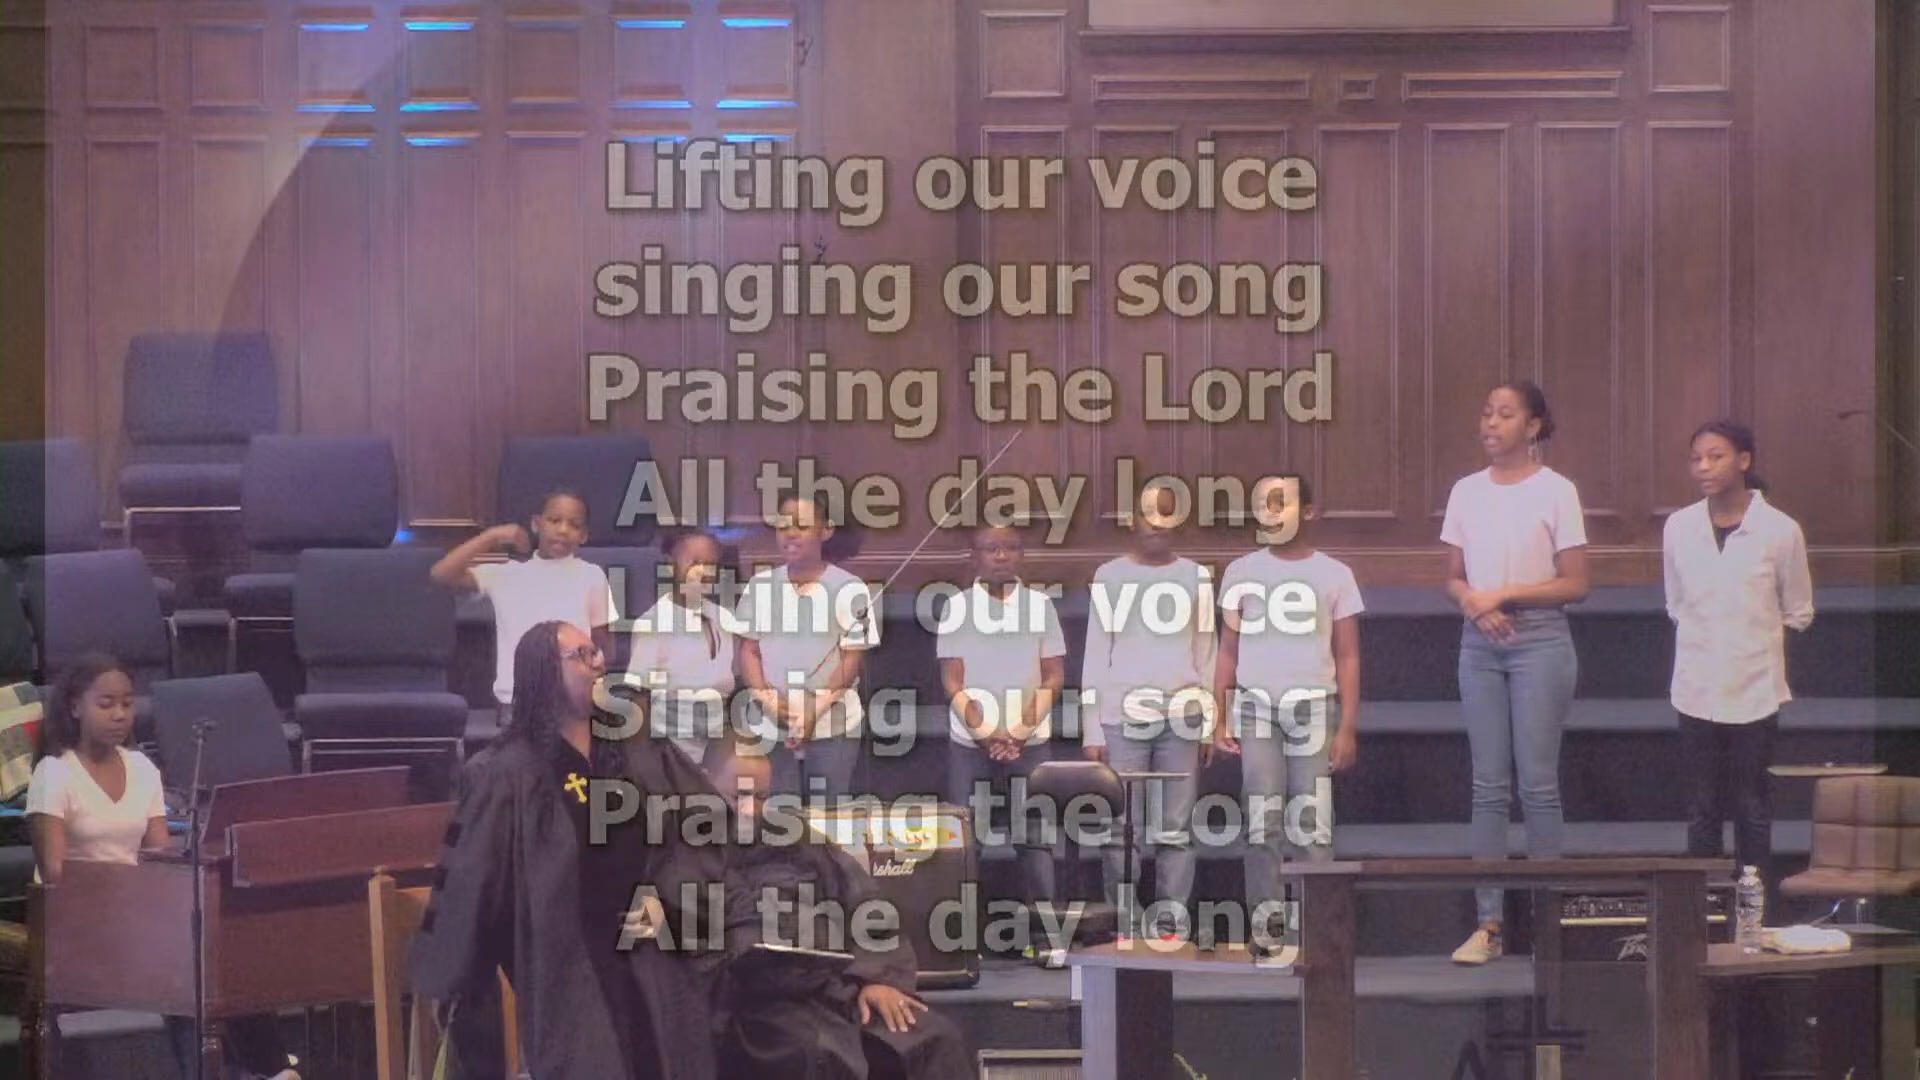 Lifting our voice
singing our song
Praising the Lord
All the day long
Lifting our voice
Singing our song
Praising the Lord
All the day long